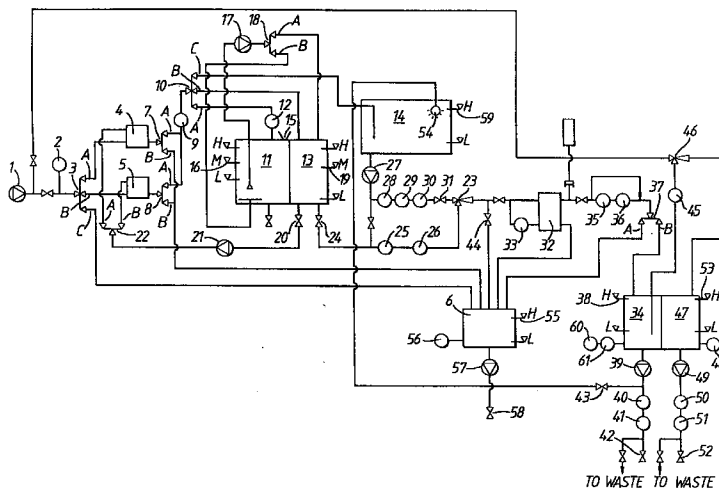 17 18 A B
46
C
B
10
A
12
15
H 59
54
14 L
1 2 3
4 7 A
A 9
B
B 5 8 A
A B B
C 22
H H
16 M 11 13 M 19
L L
27
28 29 30 31 23
21 20 24
25 26
44
33 32
35 36 37
A B
45
6 H 55
L
56
57
58
38 H 34 47 H 53
L L
60 61 4
39 49
43
40 50
41 51
42 52
TO WASTE TO WASTE